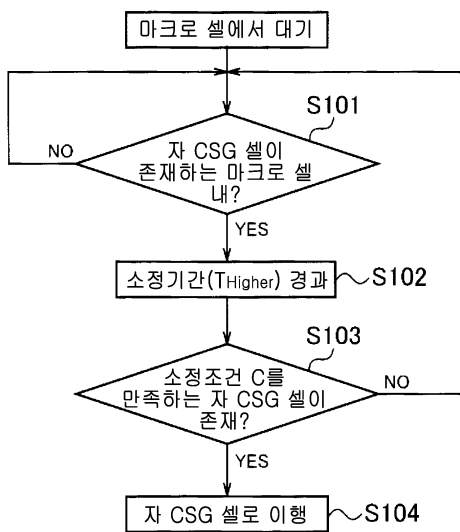 마크로 셀에서 대기
S101
NO
자 CSG 셀이
존재하는 마크로 셀
내?
YES
소정기간(THigher) 경과
S102
S103
소정조건 C를
만족하는 자 CSG 셀이
존재?
NO
YES
자 CSG 셀로 이행
S104